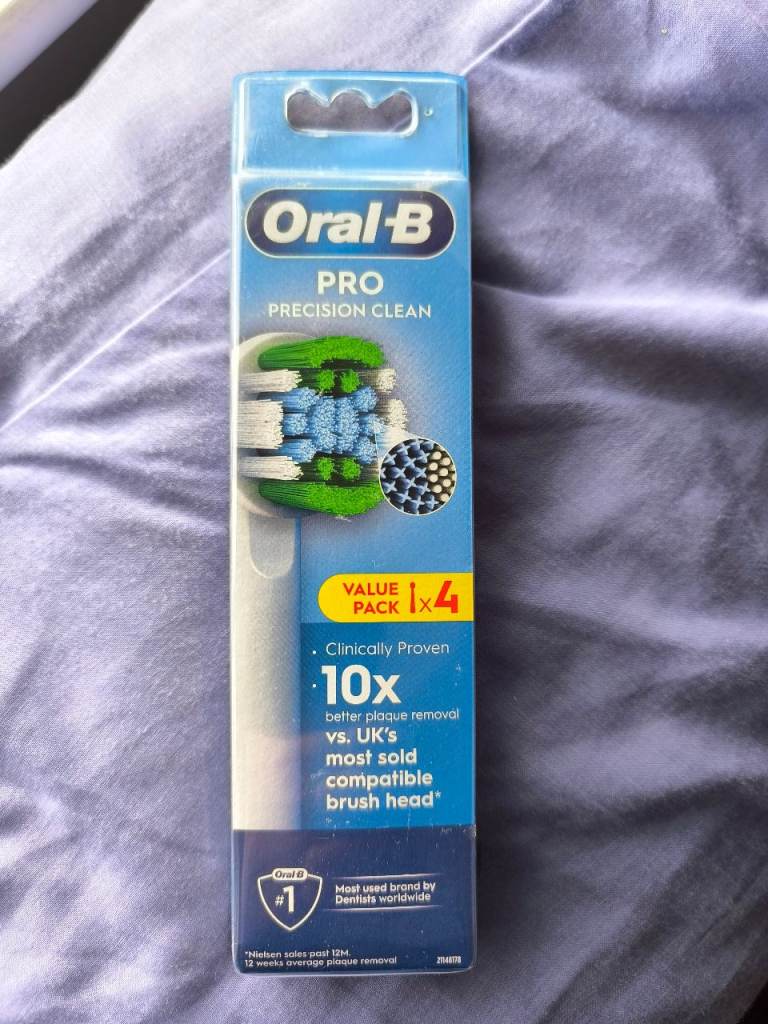 Oral-B
PRO
PRECISION CLEAN
VALUE
PACK x4
Clinically Proven
10x
better plaque removal
vs. UK's
most sold
compatible
brush head*
Oral-B
#1
Most used brand by
Dentists worldwide
*Nielsen sales past 12M.
12 weeks average plaque removal
21148178